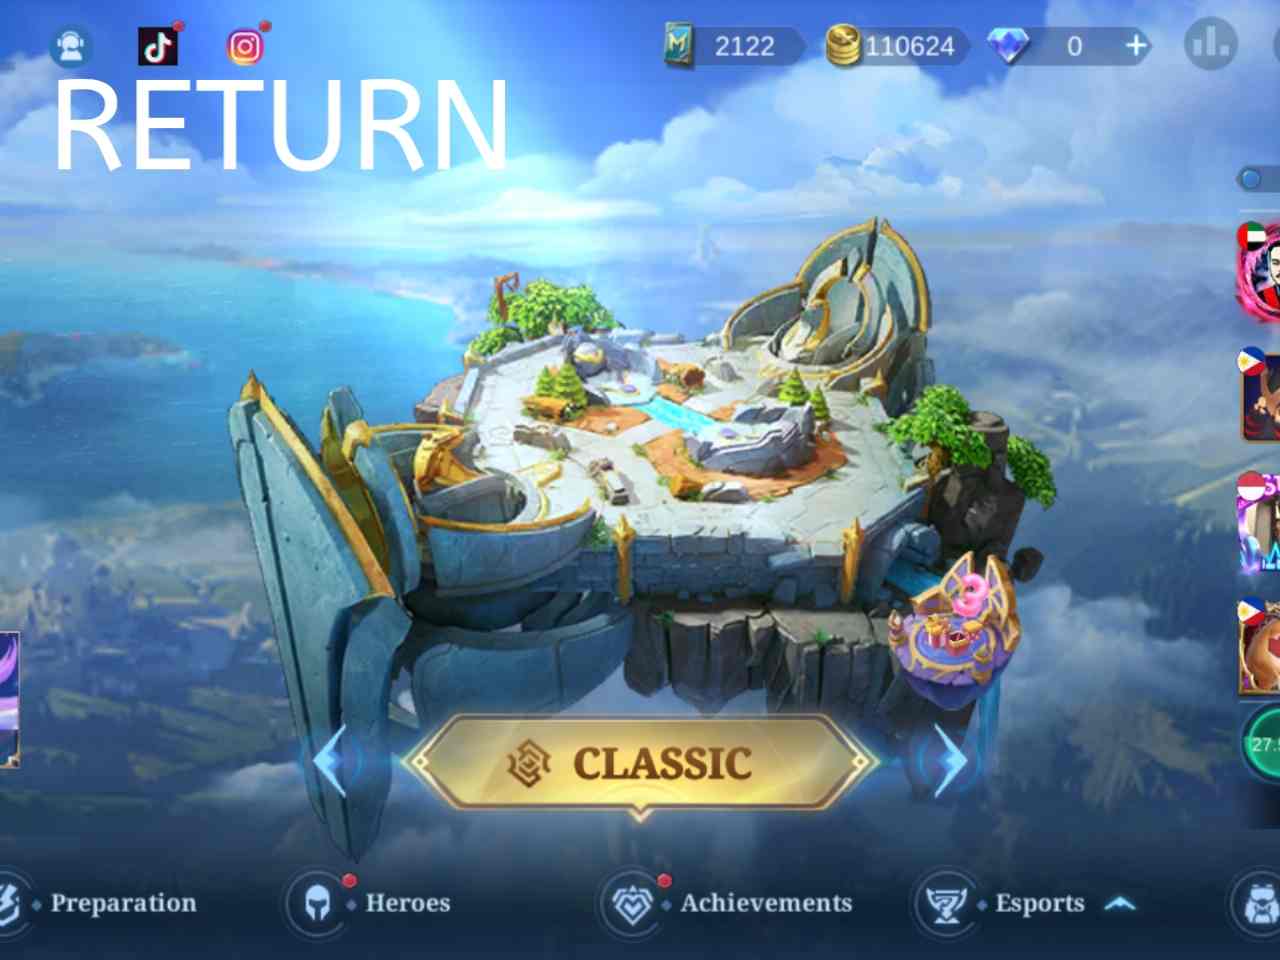 2122
110624
0
RETURN
CLASSIC
Preparation
Heroes
Achievements
Esports